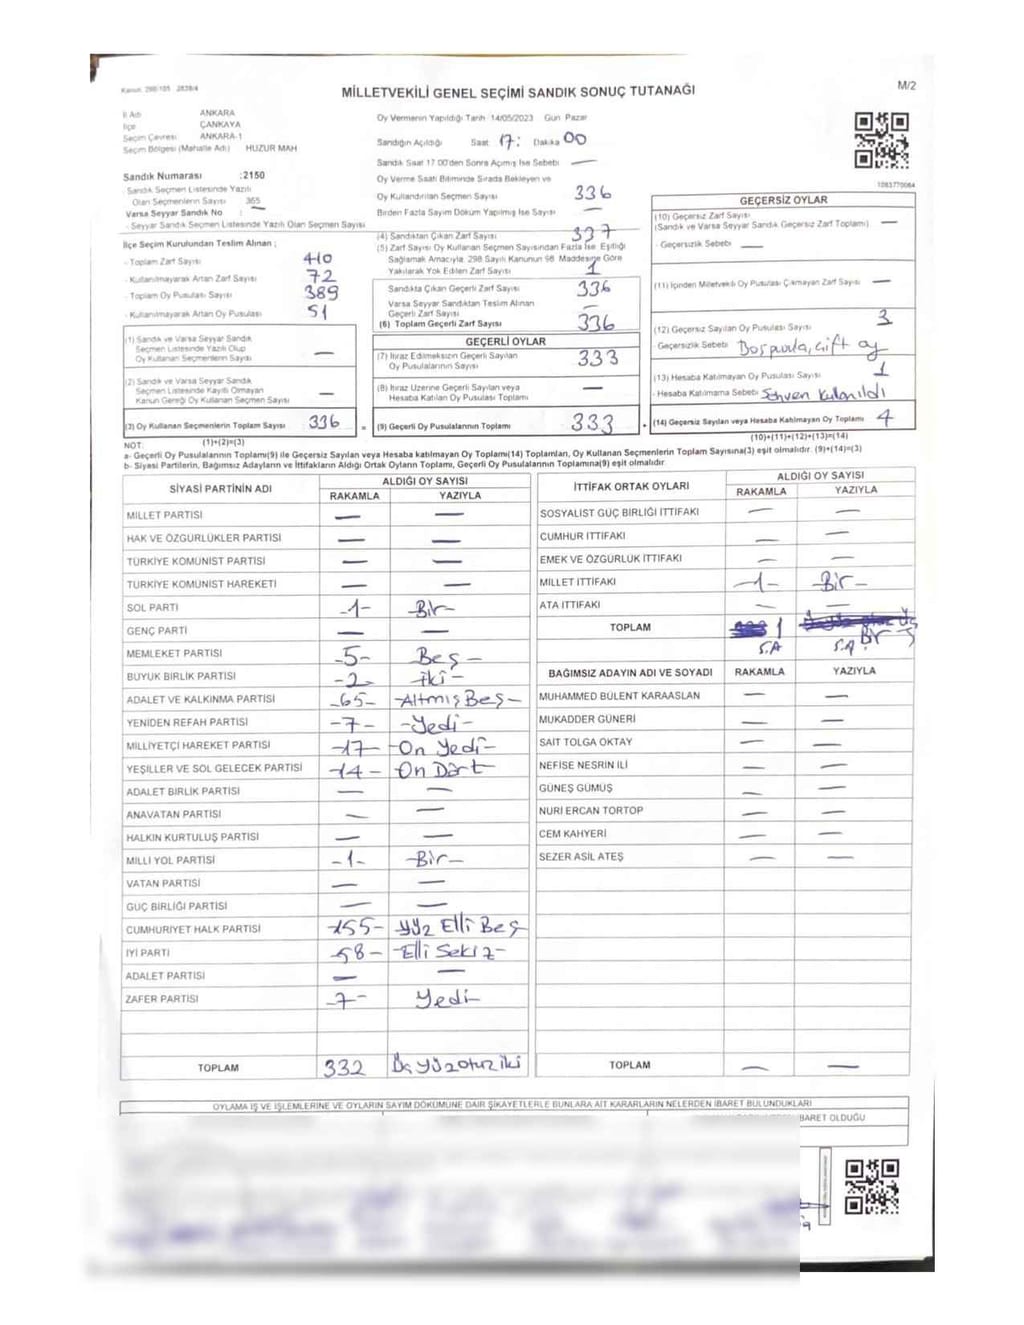 Kanun 298/105 2839/4
MİLLETVEKİLİ GENEL SEÇİMİ SANDIK SONUÇ TUTANAĞI
M/2
İl Adı ANKARA
İlçe ÇANKAYA
Seçim Çevresi ANKARA-1
Seçim Bölgesi (Mahalle Adı) HUZUR MAH
Oy Vermenin Yapıldığı Tarih 14/05/2023 Gün Pazar
Sandığın Açıldığı Saat 17: Dakika 00
Sandık Saat 17 00'den Sonra Açılmış İse Sebebi —
Sandık Numarası :2150
Sandık Seçmen Listesinde Yazılı
Olan Seçmenlerin Sayısı 365
Varsa Seyyar Sandık No : —
- Seyyar Sandık Seçmen Listesinde Yazılı Olan Seçmen Sayısı
Oy Verme Saati Bitiminde Sırada Bekleyen ve
Oy Kullandırılan Seçmen Sayısı 336
Birden Fazla Sayım Döküm Yapılmış İse Sayısı —
1083770064
İlçe Seçim Kurulundan Teslim Alınan ;
- Toplam Zarf Sayısı 410
- Kullanılmayarak Artan Zarf Sayısı 72
- Toplam Oy Pusulası Sayısı 389
- Kullanılmayarak Artan Oy Pusulası 51
(4) Sandıktan Çıkan Zarf Sayısı 337
(5) Zarf Sayısı Oy Kullanan Seçmen Sayısından Fazla İse Eşitliği
Sağlamak Amacıyla 298 Sayılı Kanunun 98 Maddesine Göre
Yakılarak Yok Edilen Zarf Sayısı 1
Sandıkta Çıkan Geçerli Zarf Sayısı 336
Varsa Seyyar Sandıktan Teslim Alınan
Geçerli Zarf Sayısı —
(6) Toplam Geçerli Zarf Sayısı 336
GEÇERSİZ OYLAR
(10) Geçersiz Zarf Sayısı
(Sandık ve Varsa Seyyar Sandık Geçersiz Zarf Toplamı) —
- Geçersizlik Sebebi —
(11) İçinden Milletvekili Oy Pusulası Çıkmayan Zarf Sayısı —
(12) Geçersiz Sayılan Oy Pusulası Sayısı 3
- Geçersizlik Sebebi Boş pusula, çift oy
(13) Hesaba Katılmayan Oy Pusulası Sayısı 1
- Hesaba Katılmama Sebebi Sehven kullanıldı
(14) Geçersiz Sayılan veya Hesaba Katılmayan Oy Toplamı 4
(1) Sandık ve Varsa Seyyar Sandık
Seçmen Listesinde Yazılı Olup
Oy Kullanan Seçmenlerin Sayısı —
(2) Sandık ve Varsa Seyyar Sandık
Seçmen Listesinde Kayıtlı Olmayan
Kanun Gereği Oy Kullanan Seçmen Sayısı —
(3) Oy Kullanan Seçmenlerin Toplam Sayısı 336 =
GEÇERLİ OYLAR
(7) İtiraz Edilmeksizin Geçerli Sayılan
Oy Pusulalarının Sayısı 333
(8) İtiraz Üzerine Geçerli Sayılan veya
Hesaba Katılan Oy Pusulası Toplamı —
(9) Geçerli Oy Pusulalarının Toplamı 333 +
NOT: (1)+(2)=(3)
(10)+(11)+(12)+(13)=(14)
a- Geçerli Oy Pusulalarının Toplamı(9) ile Geçersiz Sayılan veya Hesaba katılmayan Oy Toplamı(14) Toplamları, Oy Kullanan Seçmenlerin Toplam Sayısına(3) eşit olmalıdır. (9)+(14)=(3)
b- Siyasi Partilerin, Bağımsız Adayların ve İttifakların Aldığı Ortak Oyların Toplamı, Geçerli Oy Pusulalarının Toplamına(9) eşit olmalıdır.
SİYASİ PARTİNİN ADI ALDIĞI OY SAYISI
RAKAMLA YAZIYLA
MİLLET PARTİSİ — —
HAK VE ÖZGÜRLÜKLER PARTİSİ — —
TÜRKİYE KOMÜNİST PARTİSİ — —
TÜRKİYE KOMÜNİST HAREKETİ — —
SOL PARTİ -1- -Bir-
GENÇ PARTİ — —
MEMLEKET PARTİSİ -5- Beş -
BÜYÜK BİRLİK PARTİSİ -2- -iki-
ADALET VE KALKINMA PARTİSİ -65- -Altmış Beş-
YENİDEN REFAH PARTİSİ -7- -Yedi-
MİLLİYETÇİ HAREKET PARTİSİ -17- -On Yedi-
YEŞİLLER VE SOL GELECEK PARTİSİ -14- -On Dört
ADALET BİRLİK PARTİSİ — —
ANAVATAN PARTİSİ — —
HALKIN KURTULUŞ PARTİSİ — —
MİLLİ YOL PARTİSİ -1- -Bir-
VATAN PARTİSİ — —
GÜÇ BİRLİĞİ PARTİSİ — —
CUMHURİYET HALK PARTİSİ -155- -Yüz Elli Beş-
İYİ PARTİ -58- -Elli Sekiz-
ADALET PARTİSİ — —
ZAFER PARTİSİ -7- Yedi-
TOPLAM 332 Üç Yüz otuz iki
İTTİFAK ORTAK OYLARI ALDIĞI OY SAYISI
RAKAMLA YAZIYLA
SOSYALİST GÜÇ BİRLİĞİ İTTİFAKI — —
CUMHUR İTTİFAKI — —
EMEK VE ÖZGÜRLÜK İTTİFAKI — —
MİLLET İTTİFAKI -1- -Bir-
ATA İTTİFAKI — —
TOPLAM 1 Bir
S.A S.A
BAĞIMSIZ ADAYIN ADI VE SOYADI RAKAMLA YAZIYLA
MUHAMMED BÜLENT KARAASLAN — —
MUKADDER GÜNERİ — —
SAİT TOLGA OKTAY — —
NEFİSE NESRİN İLİ — —
GÜNEŞ GÜMÜŞ — —
NURİ ERCAN TORTOP — —
CEM KAHYERİ — —
SEZER ASİL ATEŞ — —
TOPLAM — —
OYLAMA İŞ VE İŞLEMLERİNE VE OYLARIN SAYIM DÖKÜMÜNE DAİR ŞİKAYETLERLE BUNLARA AİT KARARLARIN NELERDEN İBARET BULUNDUKLARI
BARET OLDUĞU